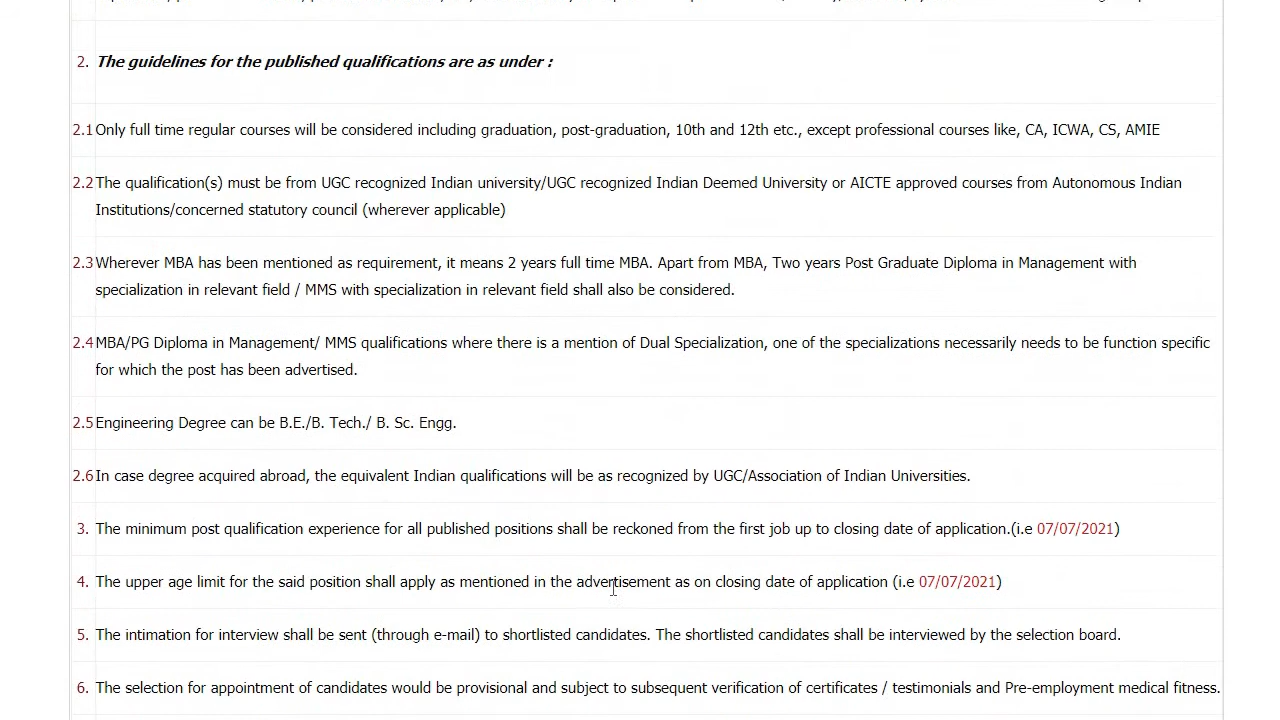 2. The guidelines for the published qualifications are as under :
2.1 Only full time regular courses will be considered including graduation, post-graduation, 10th and 12th etc., except professional courses like, CA, ICWA, CS, AMIE
2.2 The qualification(s) must be from UGC recognized Indian university/UGC recognized Indian Deemed University or AICTE approved courses from Autonomous Indian
Institutions/concerned statutory council (wherever applicable)
2.3 Wherever MBA has been mentioned as requirement, it means 2 years full time MBA. Apart from MBA, Two years Post Graduate Diploma in Management with
specialization in relevant field / MMS with specialization in relevant field shall also be considered.
2.4 MBA/PG Diploma in Management/ MMS qualifications where there is a mention of Dual Specialization, one of the specializations necessarily needs to be function specific
for which the post has been advertised.
2.5 Engineering Degree can be B.E./B. Tech./ B. Sc. Engg.
2.6 In case degree acquired abroad, the equivalent Indian qualifications will be as recognized by UGC/Association of Indian Universities.
3. The minimum post qualification experience for all published positions shall be reckoned from the first job up to closing date of application.(i.e 07/07/2021)
4. The upper age limit for the said position shall apply as mentioned in the advertisement as on closing date of application (i.e 07/07/2021)
5. The intimation for interview shall be sent (through e-mail) to shortlisted candidates. The shortlisted candidates shall be interviewed by the selection board.
6. The selection for appointment of candidates would be provisional and subject to subsequent verification of certificates / testimonials and Pre-employment medical fitness.